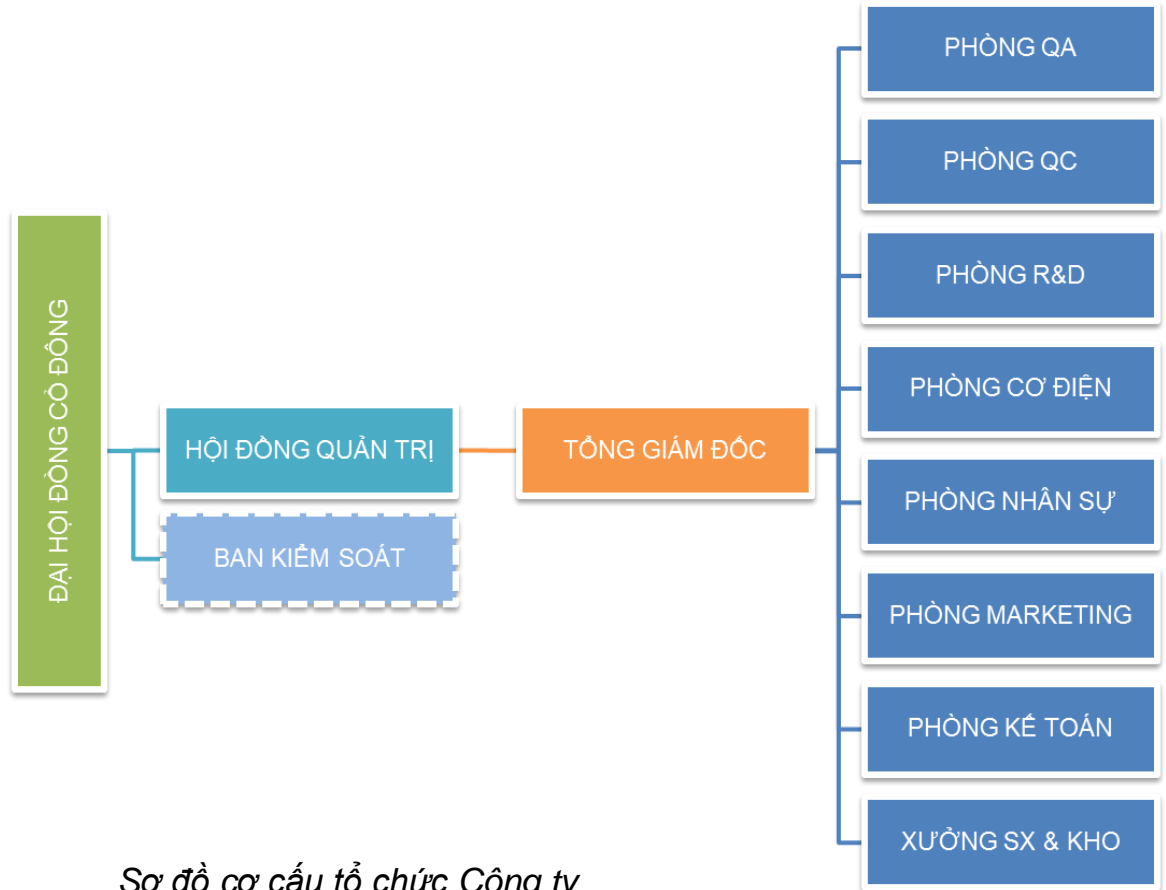 ĐẠI HỘI ĐỒNG CỔ ĐÔNG
HỘI ĐỒNG QUẢN TRỊ
BAN KIỂM SOÁT
TỔNG GIÁM ĐỐC
PHÒNG QA
PHÒNG QC
PHÒNG R&D
PHÒNG CƠ ĐIỆN
PHÒNG NHÂN SỰ
PHÒNG MARKETING
PHÒNG KẾ TOÁN
XƯỞNG SX & KHO
Sơ đồ cơ cấu tổ chức Công ty